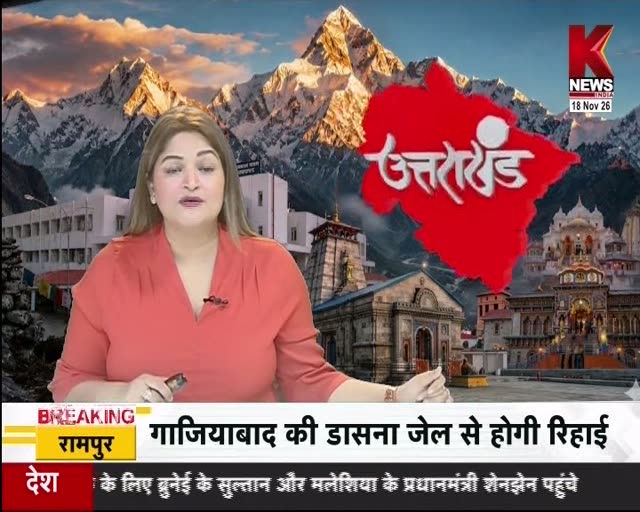 K
NEWS
INDIA
18 Nov 26
उत्तराखंड
BREAKING
रामपुर
गाजियाबाद की डासना जेल से होगी रिहाई
देश
के लिए ब्रुनेई के सुल्तान और मलेशिया के प्रधानमंत्री शेनझेन पहुंचे